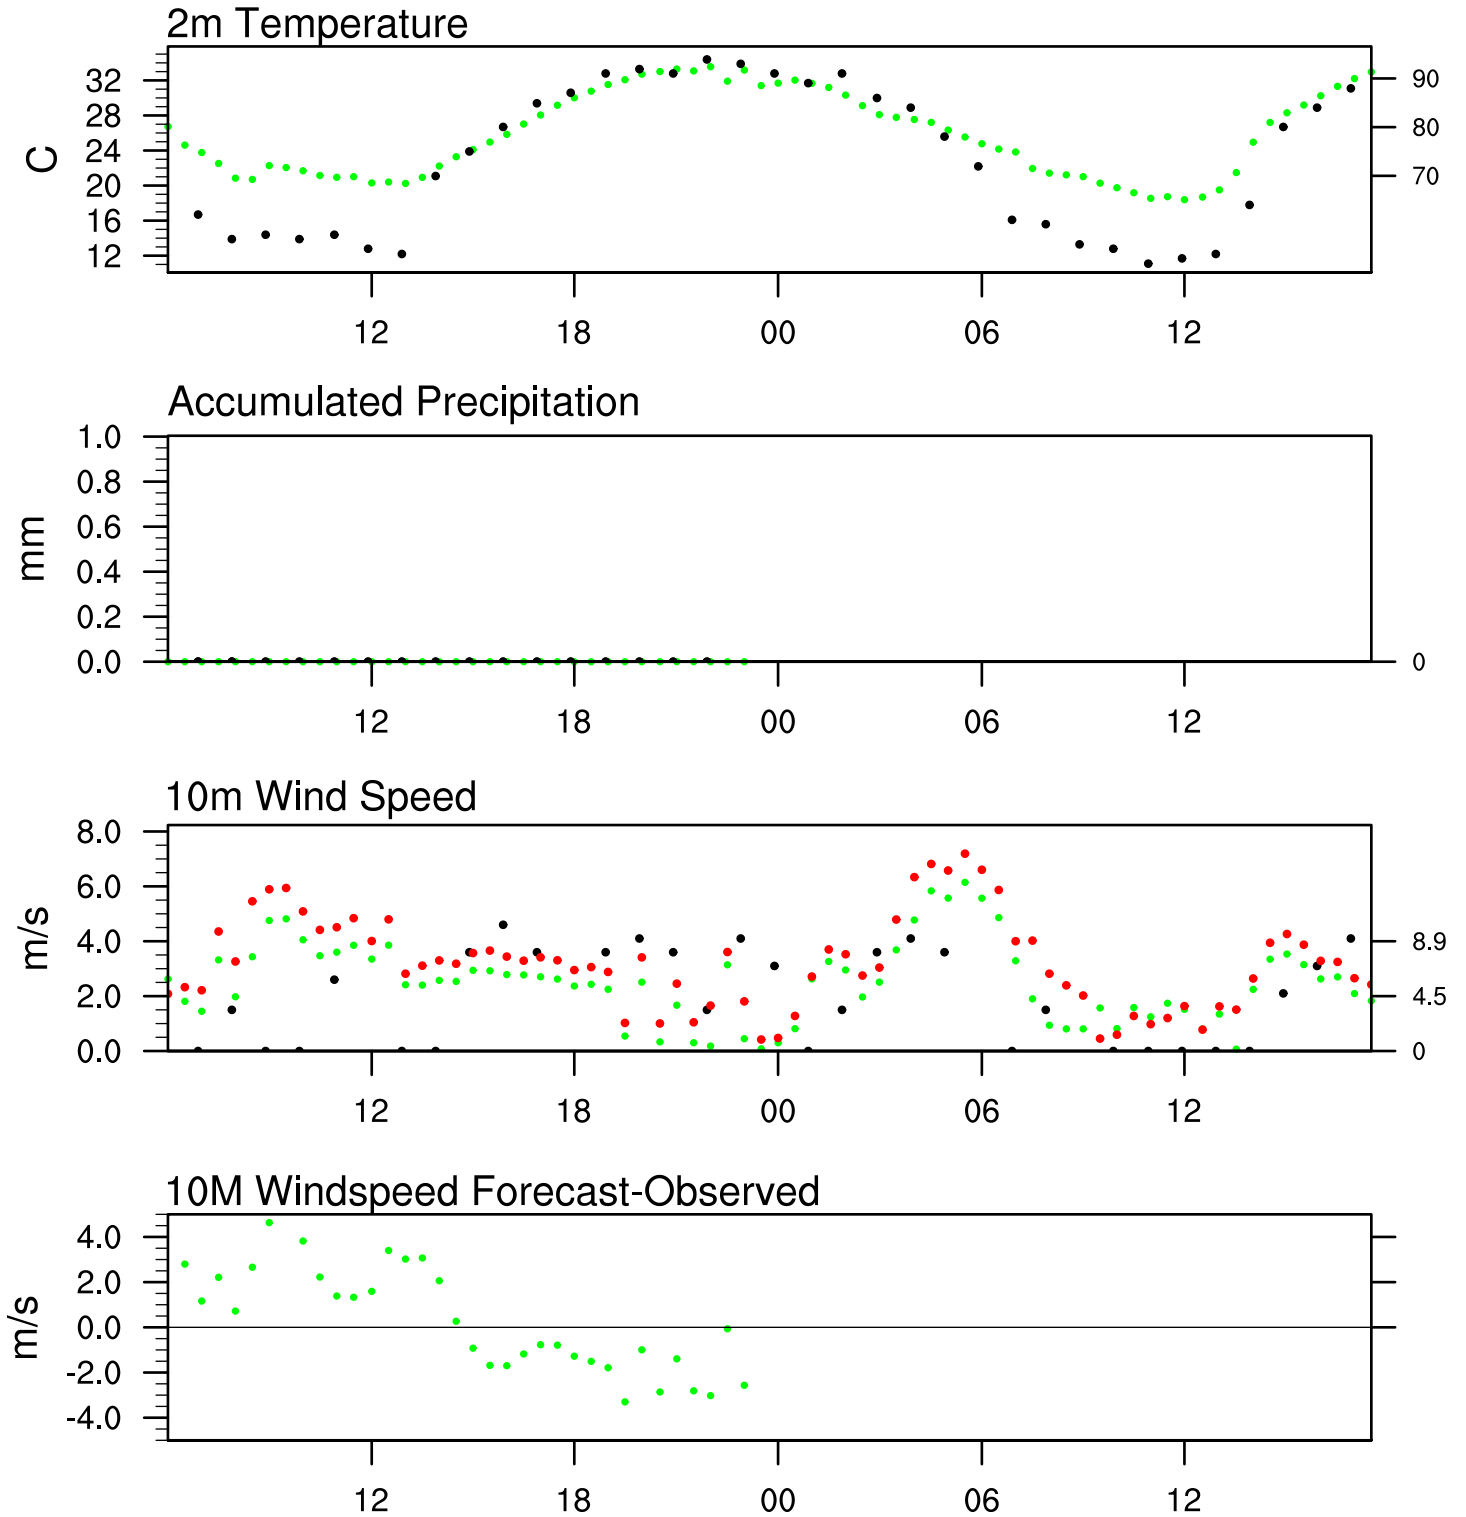 2m Temperature
32
28
24
20
16
12
C
90
80
70
12 18 00 06 12
Accumulated Precipitation
1.0
0.8
0.6
0.4
0.2
0.0
mm
0
12 18 00 06 12
10m Wind Speed
8.0
6.0
4.0
2.0
0.0
m/s
8.9
4.5
0
12 18 00 06 12
10M Windspeed Forecast-Observed
4.0
2.0
0.0
-2.0
-4.0
m/s
12 18 00 06 12